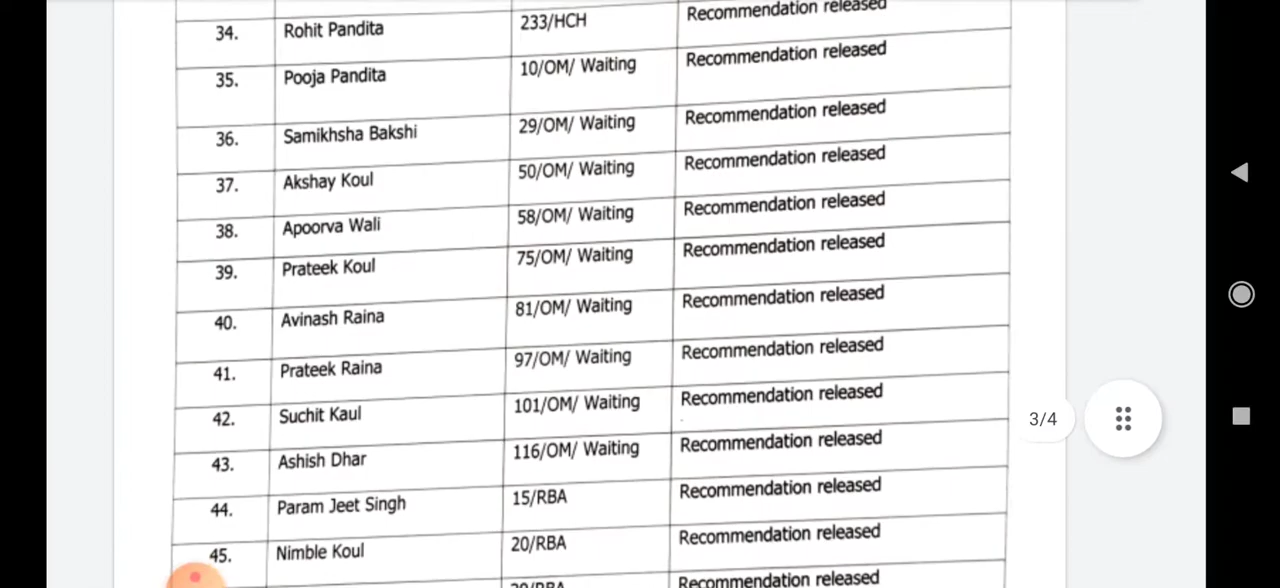 34. Rohit Pandita 233/HCH Recommendation released
35. Pooja Pandita 10/OM/ Waiting Recommendation released
36. Samikhsha Bakshi 29/OM/ Waiting Recommendation released
37. Akshay Koul 50/OM/ Waiting Recommendation released
38. Apoorva Wali 58/OM/ Waiting Recommendation released
39. Prateek Koul 75/OM/ Waiting Recommendation released
40. Avinash Raina 81/OM/ Waiting Recommendation released
41. Prateek Raina 97/OM/ Waiting Recommendation released
42. Suchit Kaul 101/OM/ Waiting Recommendation released
3/4
43. Ashish Dhar 116/OM/ Waiting Recommendation released
44. Param Jeet Singh 15/RBA Recommendation released
45. Nimble Koul 20/RBA Recommendation released
Recommendation released